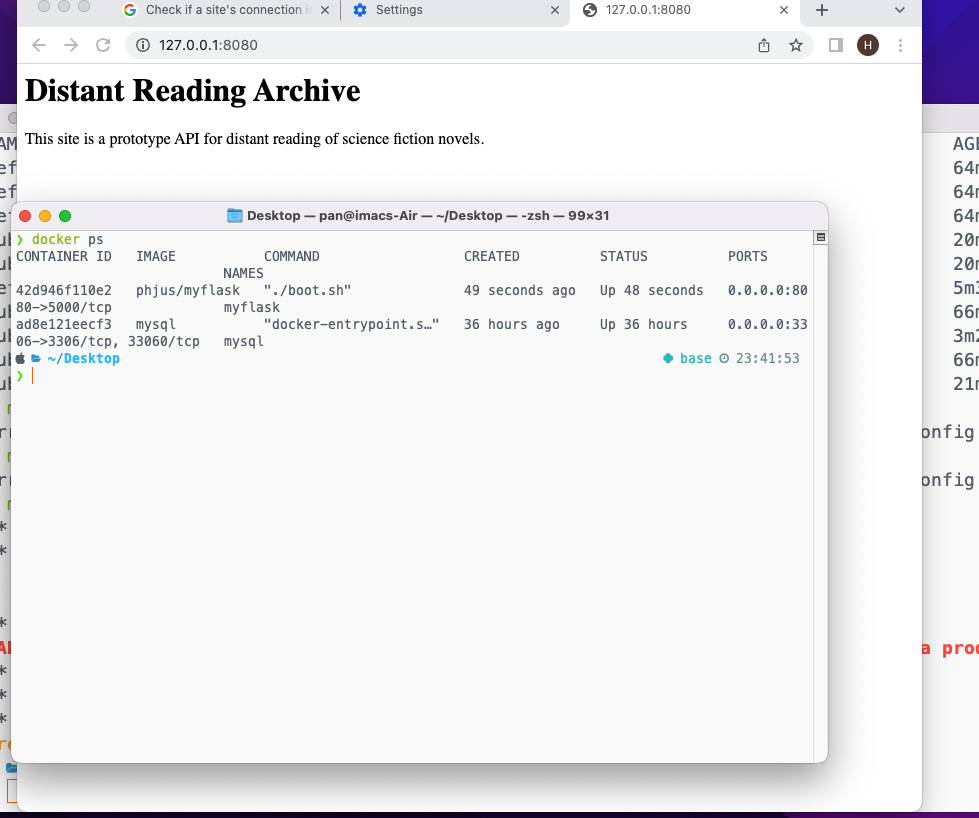 Check if a site's connection is
Settings
127.0.0.1:8080
127.0.0.1:8080
H
Distant Reading Archive
This site is a prototype API for distant reading of science fiction novels.
Desktop — pan@imacs-Air — ~/Desktop — -zsh — 99×31
❯ docker ps
CONTAINER ID IMAGE COMMAND CREATED STATUS PORTS
NAMES
42d946f110e2 phjus/myflask "./boot.sh" 49 seconds ago Up 48 seconds 0.0.0.0:80
80->5000/tcp myflask
ad8e121eecf3 mysql "docker-entrypoint.s…" 36 hours ago Up 36 hours 0.0.0.0:33
06->3306/tcp, 33060/tcp mysql
~/Desktop base 23:41:53
❯
AGE
64m
64m
64m
20m
20m
5m3
66m
3m2
66m
21m
onfig
onfig
a prod